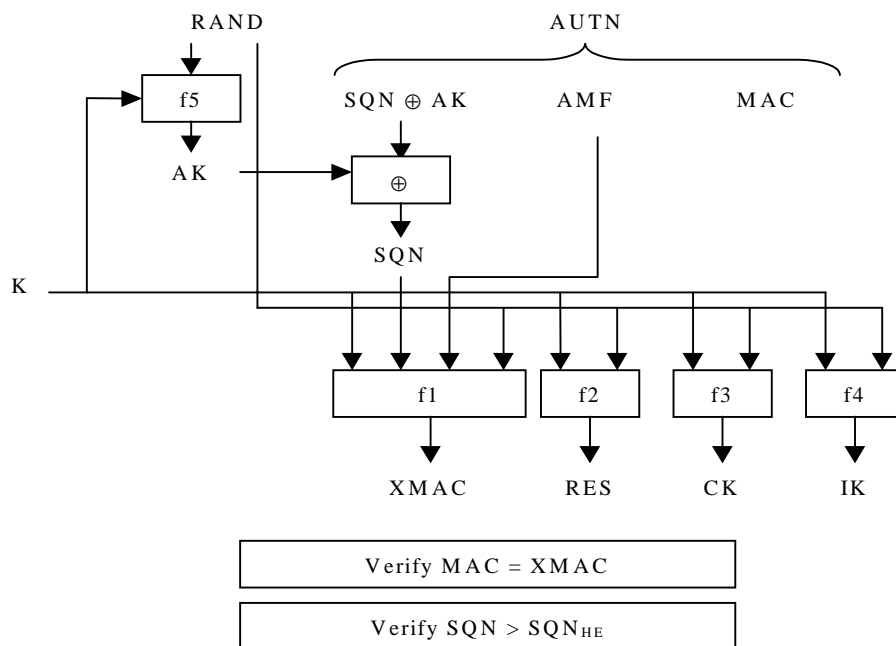 RAND
AUTN
f5
SQN ⊕ AK
AMF
MAC
AK
⊕
SQN
K
f1
f2
f3
f4
XMAC
RES
CK
IK
Verify MAC = XMAC
Verify SQN > SQNHE